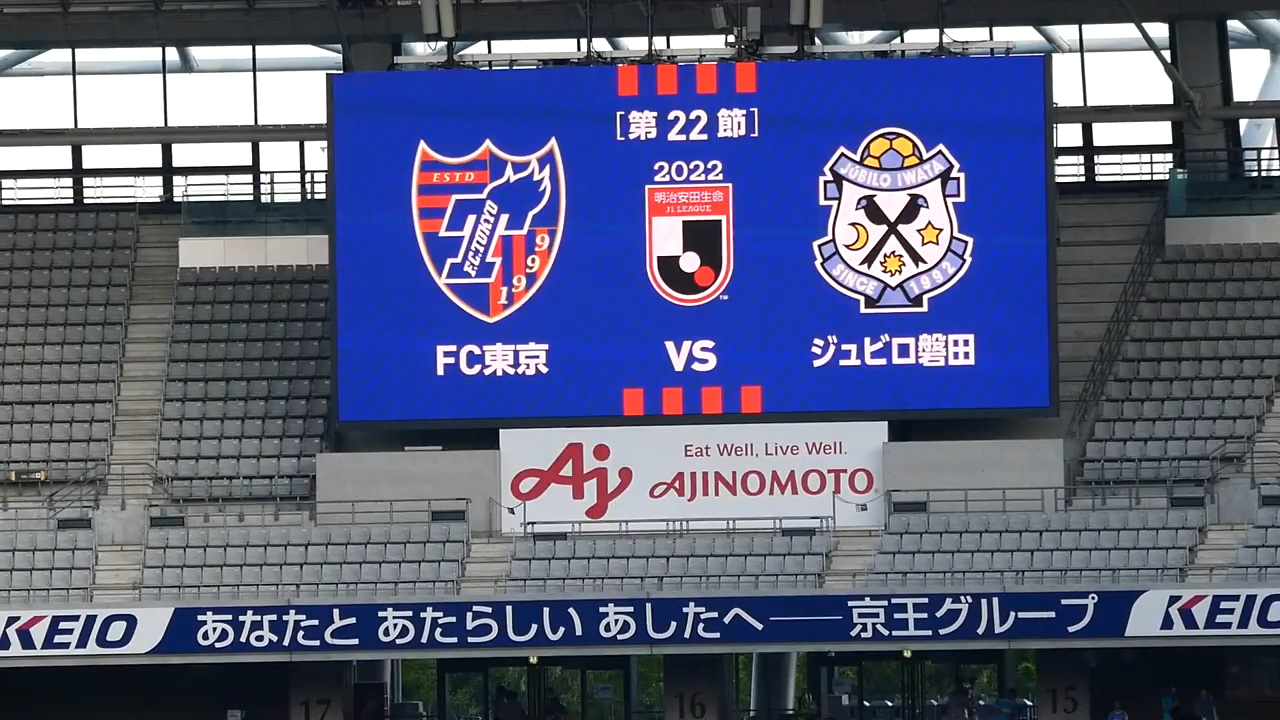 [第 22 節]
2022
明治安田生命
J1 LEAGUE
ESTD
F.C.TOKYO
1999
JÚBILO IWATA
SINCE 1992
TM
FC東京
VS
ジュビロ磐田
Eat Well, Live Well.
Aj
AJINOMOTO
KEIO
あなたと あたらしい あしたへ──京王グループ
KEIO
17
16
15